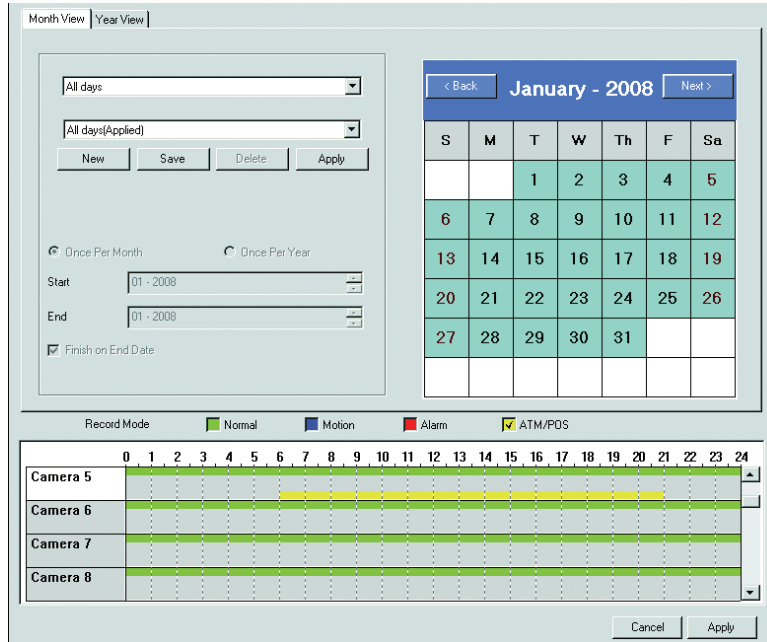 Month View Year View
All days
All days(Applied)
New Save Delete Apply
Once Per Month Once Per Year
Start 01 - 2008
End 01 - 2008
Finish on End Date
< Back January - 2008 Next >
S M T W Th F Sa
1 2 3 4 5
6 7 8 9 10 11 12
13 14 15 16 17 18 19
20 21 22 23 24 25 26
27 28 29 30 31
Record Mode Normal Motion Alarm ATM/POS
0 1 2 3 4 5 6 7 8 9 10 11 12 13 14 15 16 17 18 19 20 21 22 23 24
Camera 5
Camera 6
Camera 7
Camera 8
Cancel Apply